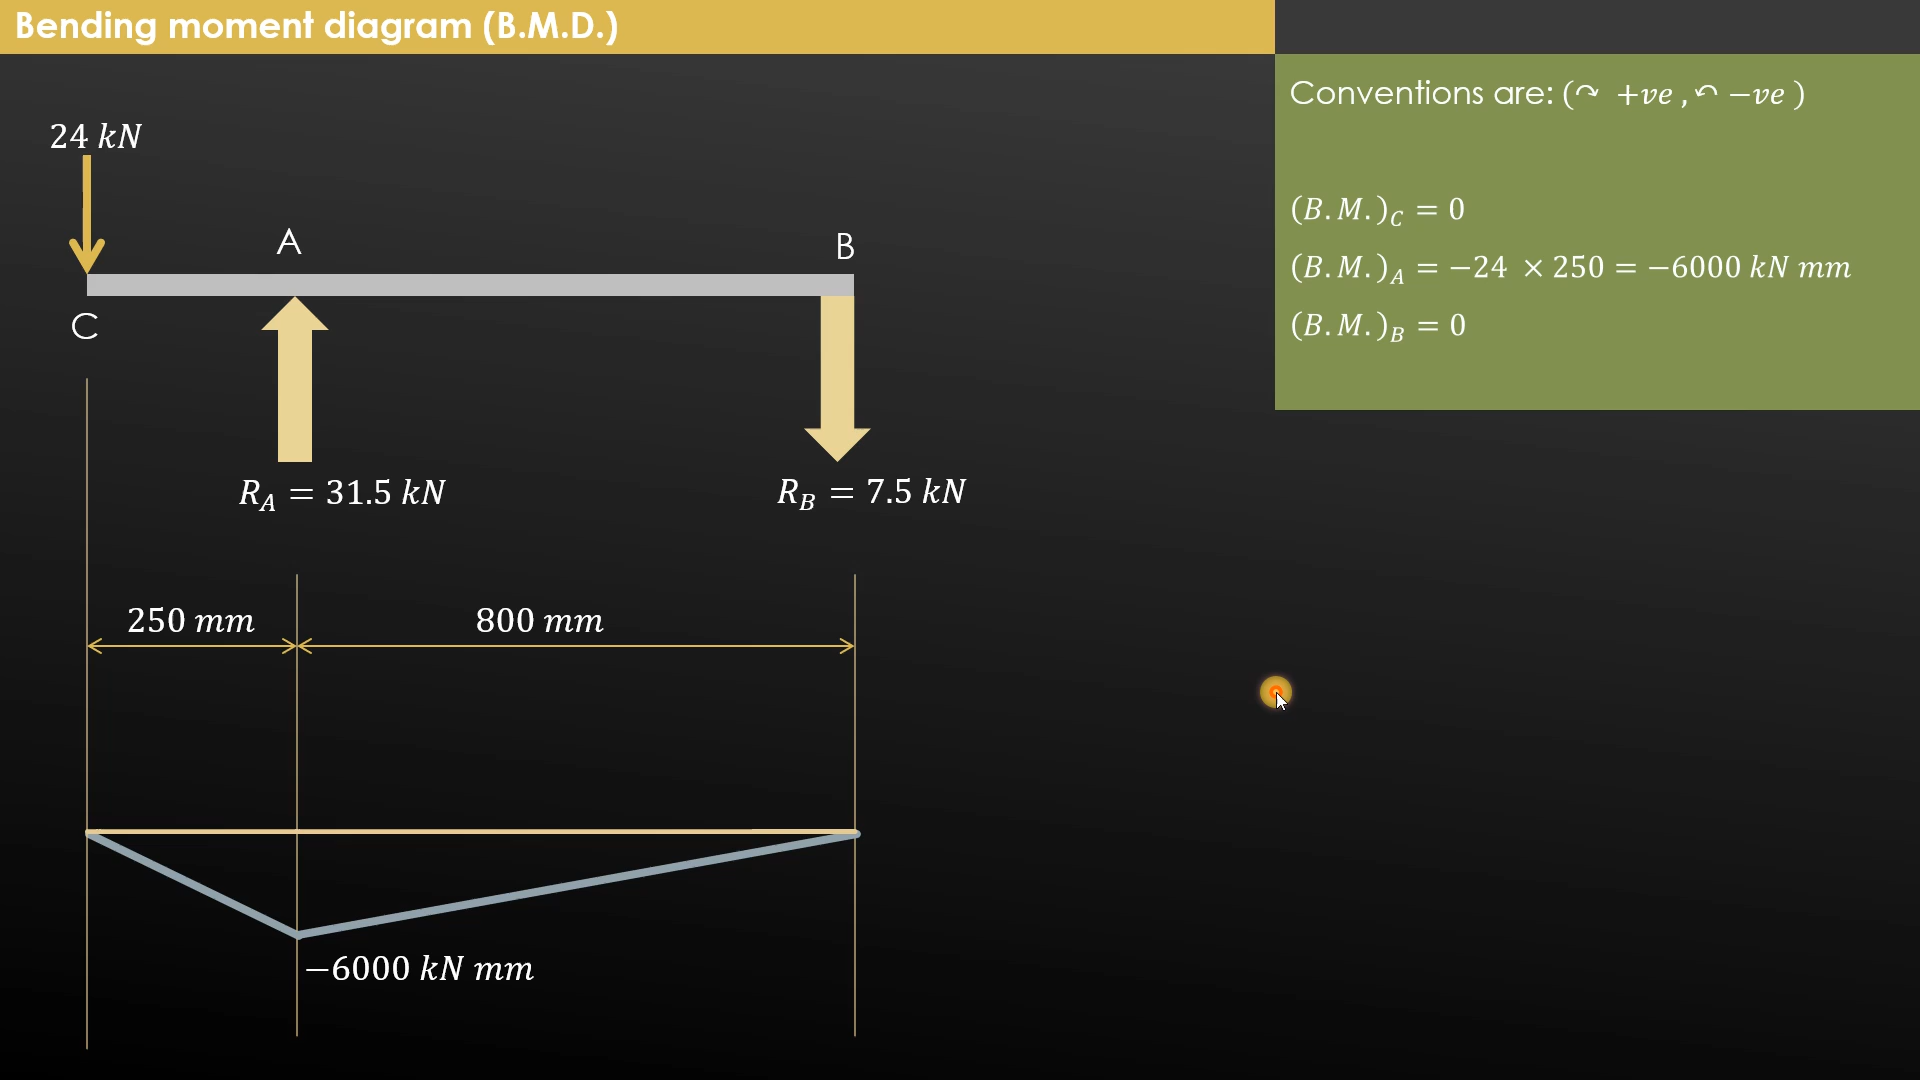 Bending moment diagram (B.M.D.)
Conventions are: (↷ +ve , ↶ −ve )
24 kN
(B.M.)_C = 0
A
B
(B.M.)_A = −24 × 250 = −6000 kN mm
C
(B.M.)_B = 0
R_A = 31.5 kN
R_B = 7.5 kN
250 mm
800 mm
−6000 kN mm